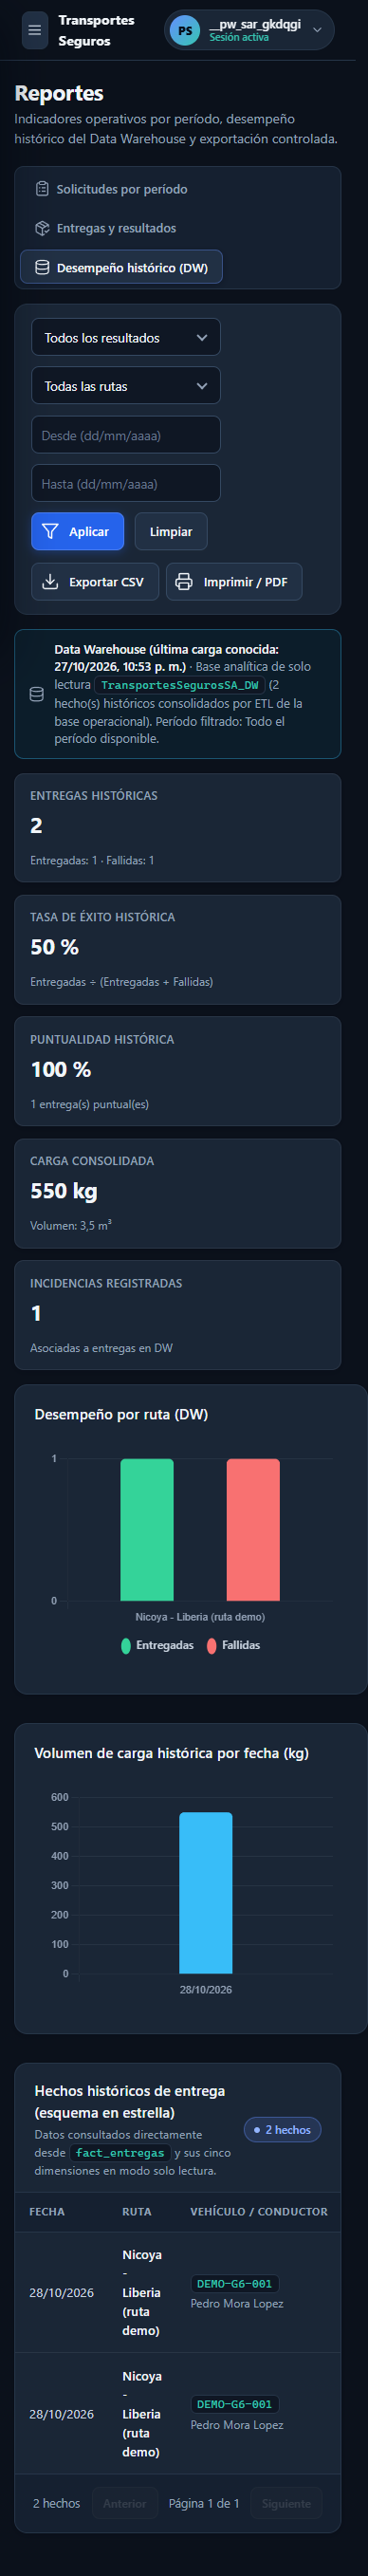 Transportes
Seguros
PS
__pw_sar_gkdqgi
Sesión activa
Reportes
Indicadores operativos por período, desempeño
histórico del Data Warehouse y exportación controlada.
Solicitudes por período
Entregas y resultados
Desempeño histórico (DW)
Todos los resultados
Todas las rutas
Desde (dd/mm/aaaa)
Hasta (dd/mm/aaaa)
Aplicar
Limpiar
Exportar CSV
Imprimir / PDF
Data Warehouse (última carga conocida:
27/10/2026, 10:53 p. m.) · Base analítica de solo
lectura TransportesSegurosSA_DW (2
hecho(s) históricos consolidados por ETL de la
base operacional). Período filtrado: Todo el
período disponible.
ENTREGAS HISTÓRICAS
2
Entregadas: 1 · Fallidas: 1
TASA DE ÉXITO HISTÓRICA
50 %
Entregadas ÷ (Entregadas + Fallidas)
PUNTUALIDAD HISTÓRICA
100 %
1 entrega(s) puntual(es)
CARGA CONSOLIDADA
550 kg
Volumen: 3,5 m³
INCIDENCIAS REGISTRADAS
1
Asociadas a entregas en DW
Desempeño por ruta (DW)
1
0
Nicoya - Liberia (ruta demo)
Entregadas
Fallidas
Volumen de carga histórica por fecha (kg)
600
500
400
300
200
100
0
28/10/2026
Hechos históricos de entrega
(esquema en estrella)
Datos consultados directamente
desde fact_entregas y sus cinco
dimensiones en modo solo lectura.
2 hechos
FECHA RUTA VEHÍCULO / CONDUCTOR
28/10/2026
Nicoya
-
Liberia
(ruta
demo)
DEMO-G6-001
Pedro Mora Lopez
28/10/2026
Nicoya
-
Liberia
(ruta
demo)
DEMO-G6-001
Pedro Mora Lopez
2 hechos
Anterior
Página 1 de 1
Siguiente